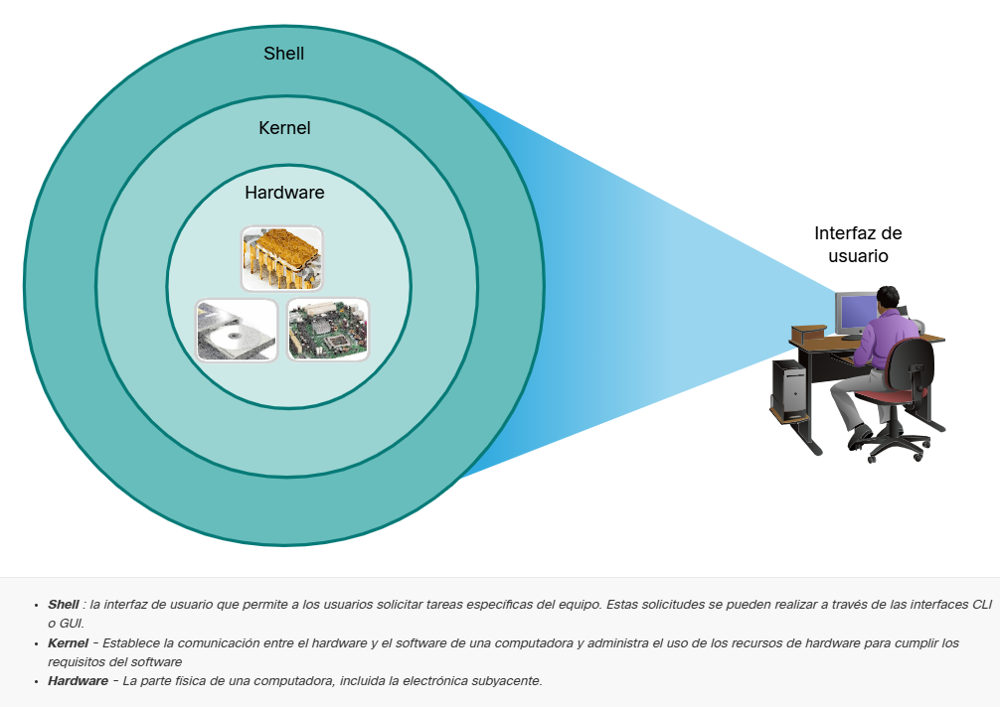 Shell
Kernel
Hardware
Interfaz de
usuario
• Shell : la interfaz de usuario que permite a los usuarios solicitar tareas específicas del equipo. Estas solicitudes se pueden realizar a través de las interfaces CLI
o GUI.
• Kernel - Establece la comunicación entre el hardware y el software de una computadora y administra el uso de los recursos de hardware para cumplir los
requisitos del software
• Hardware - La parte física de una computadora, incluida la electrónica subyacente.